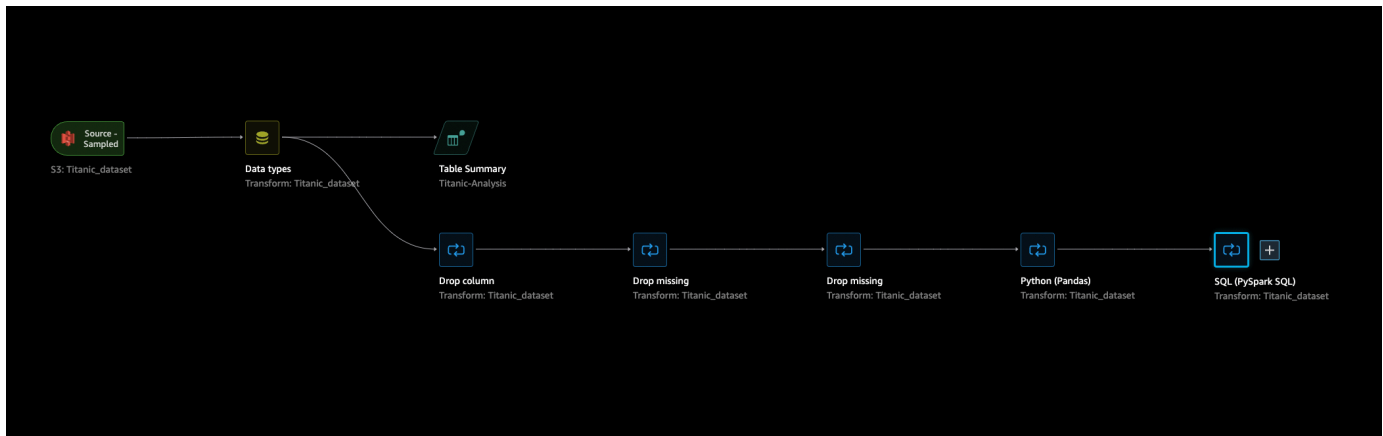 Source -
Sampled
S3: Titanic_dataset
Data types
Transform: Titanic_dataset
Table Summary
Titanic-Analysis
Drop column
Transform: Titanic_dataset
Drop missing
Transform: Titanic_dataset
Drop missing
Transform: Titanic_dataset
Python (Pandas)
Transform: Titanic_dataset
SQL (PySpark SQL)
Transform: Titanic_dataset